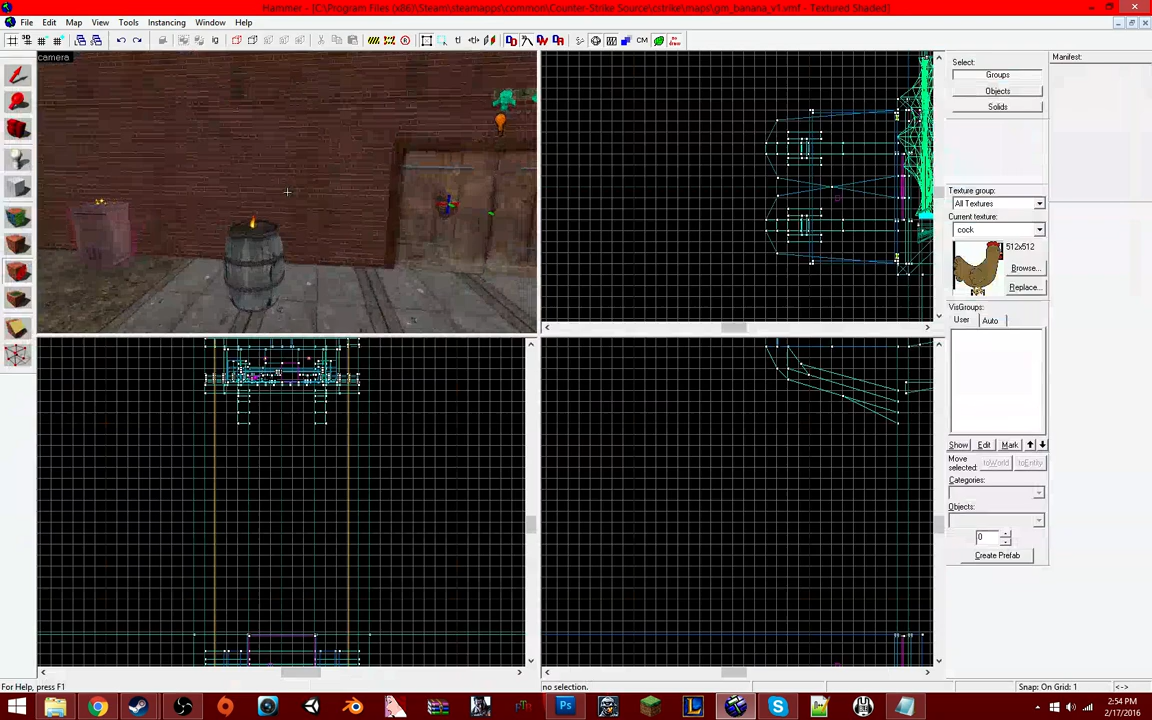 Hammer - [C:\Program Files (x86)\Steam\steamapps\common\Counter-Strike Source\cstrike\maps\gm_banana_v1.vmf - Textured Shaded]
File Edit Map View Tools Instancing Window Help
ig
tl
CM
camera
Select:
Groups
Objects
Solids
Texture group:
All Textures
Current texture:
cock
512x512
Browse...
Replace...
VisGroups:
User Auto
Show Edit Mark
Move selected: toWorld toEntity
Categories:
Objects:
0
Create Prefab
Manifest:
For Help, press F1
no selection.
Snap: On Grid: 1
<->
2:54 PM
2/17/2016